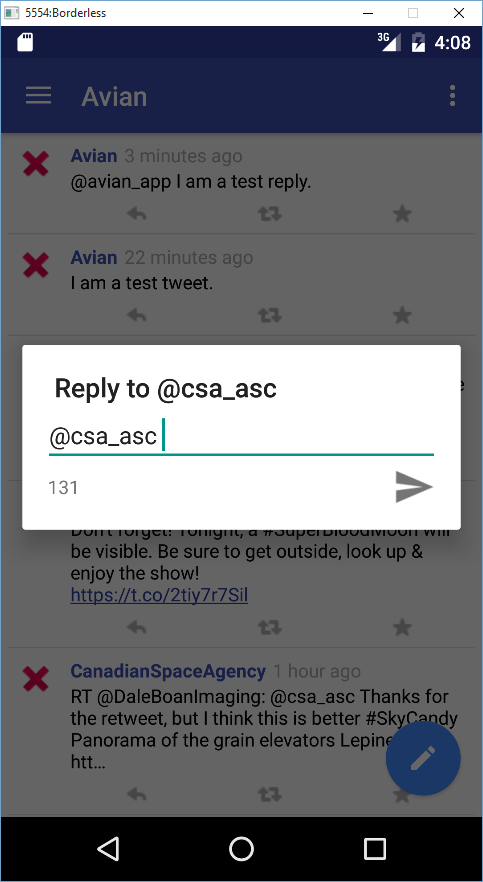 5554:Borderless
3G 4:08
Avian
Avian 3 minutes ago
@avian_app I am a test reply.
Avian 22 minutes ago
I am a test tweet.
Reply to @csa_asc
@csa_asc
131
Don't forget! Tonight, a #SuperBloodMoon will
be visible. Be sure to get outside, look up &
enjoy the show!
https://t.co/2tiy7r7Sil
CanadianSpaceAgency 1 hour ago
RT @DaleBoanImaging: @csa_asc Thanks for
the retweet, but I think this is better #SkyCandy
Panorama of the grain elevators Lepine
htt…